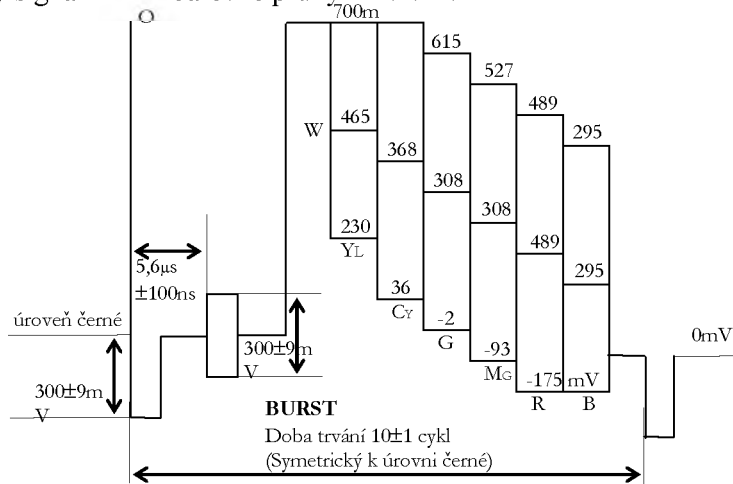 O
700m
615
527
489
465
295
W
368
308
308
489
230
YL
295
5,6µs
±100ns
36
CY
úroveň černé
-2
G
0mV
300±9m
V
-93
MG
300±9m
V
-175 mV
R
B
BURST
Doba trvání 10±1 cykl
(Symetrický k úrovni černé)